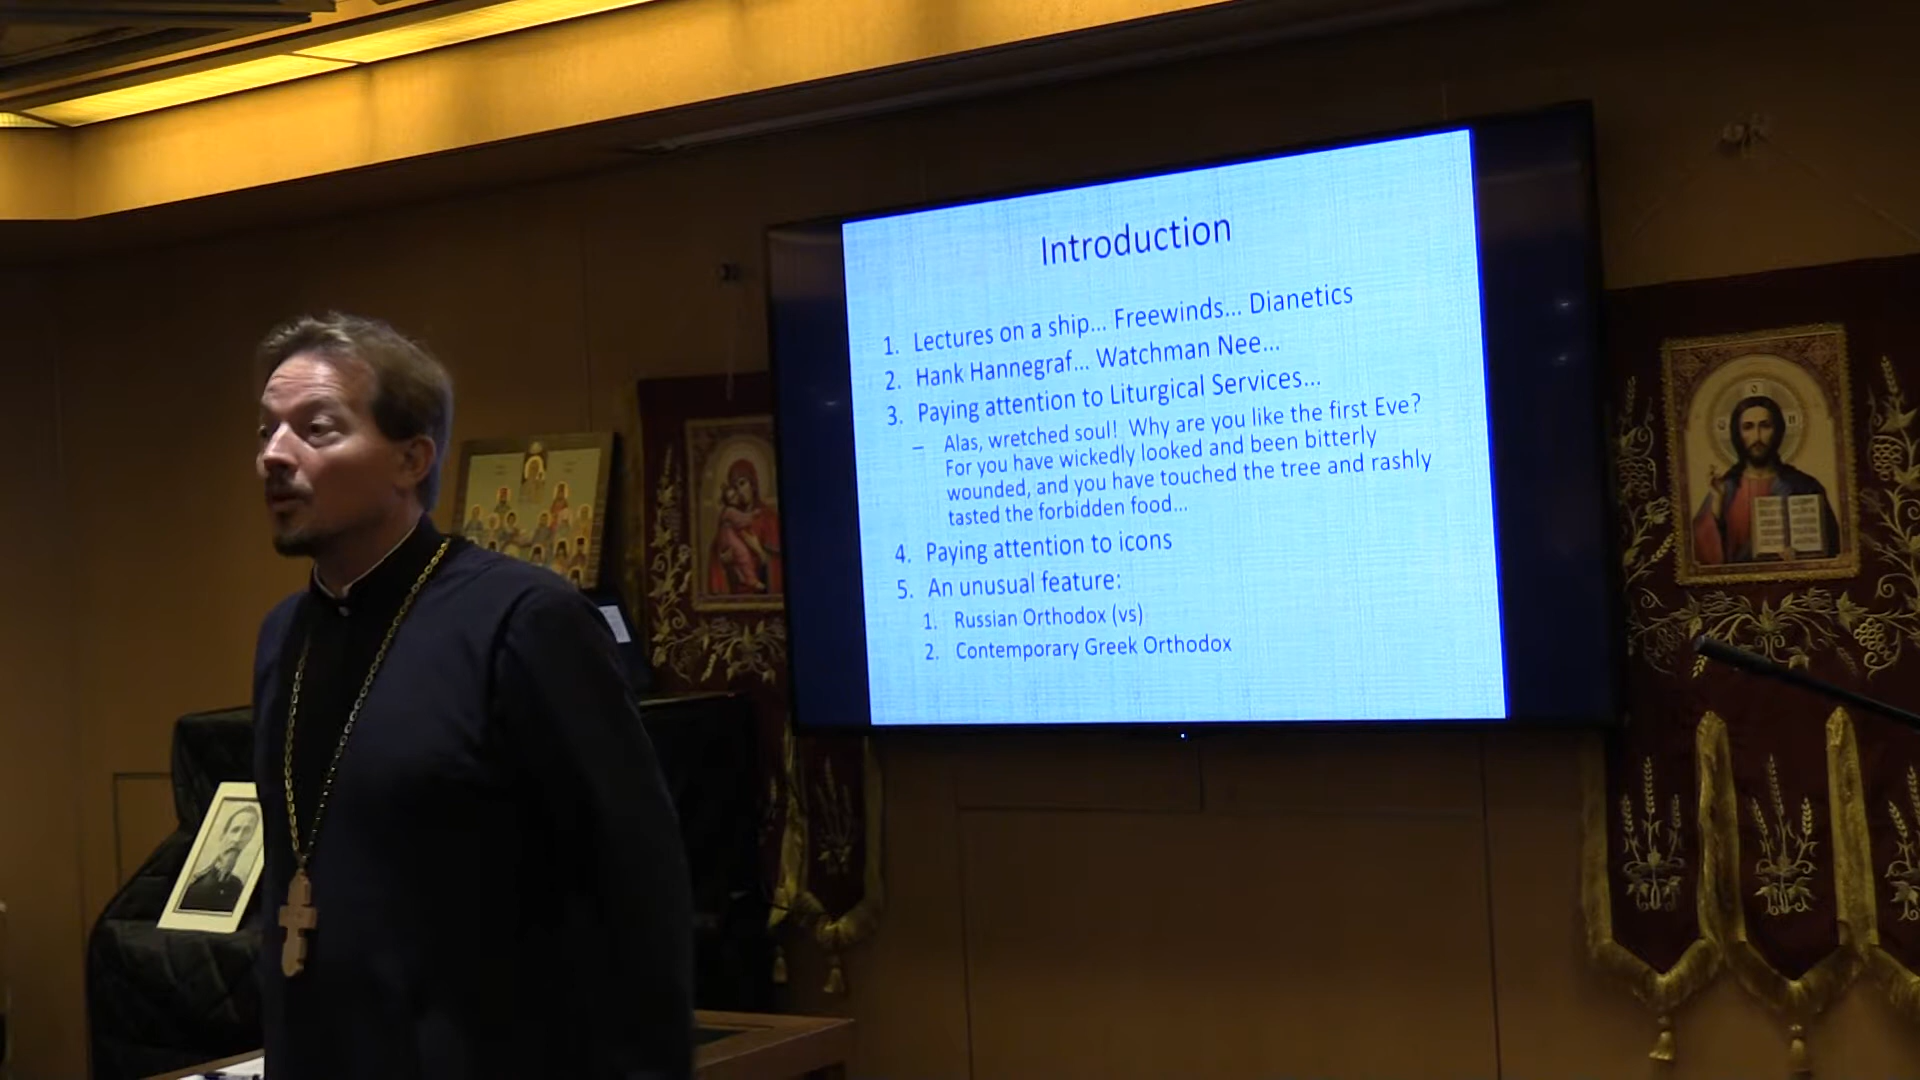 Introduction
1. Lectures on a ship... Freewinds... Dianetics
2. Hank Hannegraf... Watchman Nee...
3. Paying attention to Liturgical Services...
– Alas, wretched soul! Why are you like the first Eve?
For you have wickedly looked and been bitterly
wounded, and you have touched the tree and rashly
tasted the forbidden food...
4. Paying attention to icons
5. An unusual feature:
1. Russian Orthodox (vs)
2. Contemporary Greek Orthodox